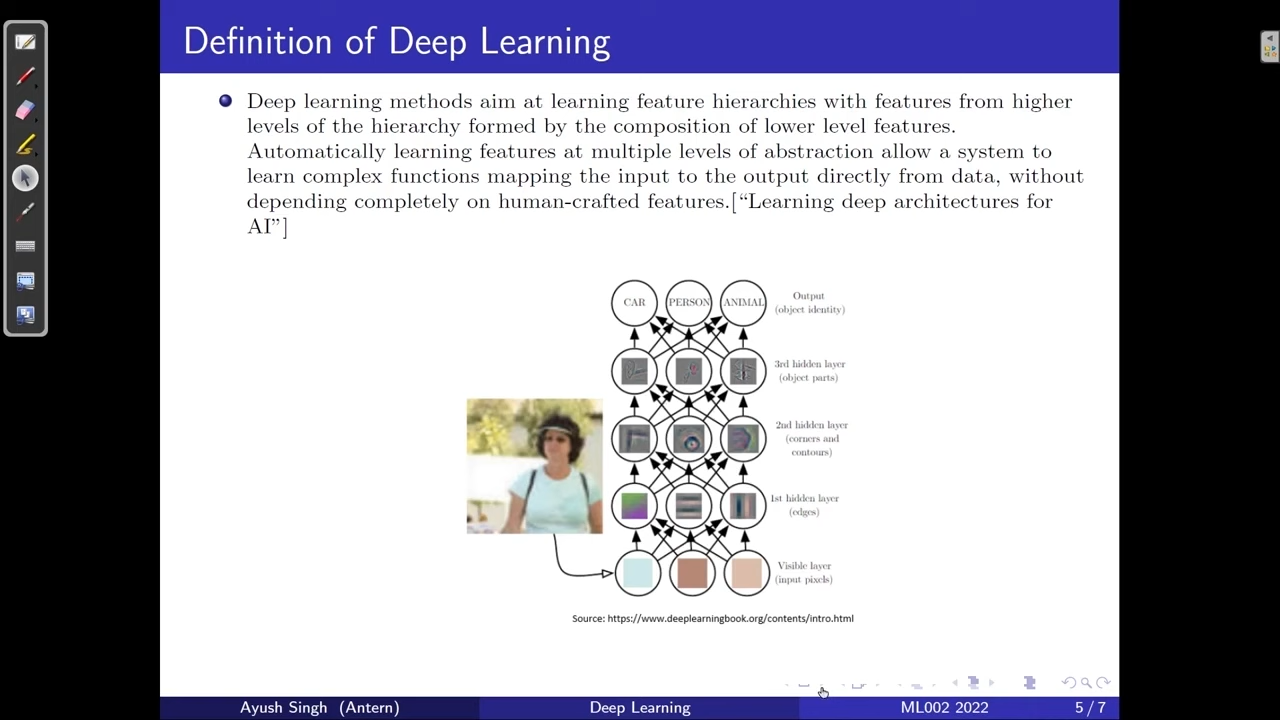 Definition of Deep Learning
Deep learning methods aim at learning feature hierarchies with features from higher
levels of the hierarchy formed by the composition of lower level features.
Automatically learning features at multiple levels of abstraction allow a system to
learn complex functions mapping the input to the output directly from data, without
depending completely on human-crafted features.[“Learning deep architectures for
AI”]
CAR PERSON ANIMAL
Output
(object identity)
3rd hidden layer
(object parts)
2nd hidden layer
(corners and
contours)
1st hidden layer
(edges)
Visible layer
(input pixels)
Source: https://www.deeplearningbook.org/contents/intro.html
Ayush Singh (Antern) Deep Learning ML002 2022 5 / 7